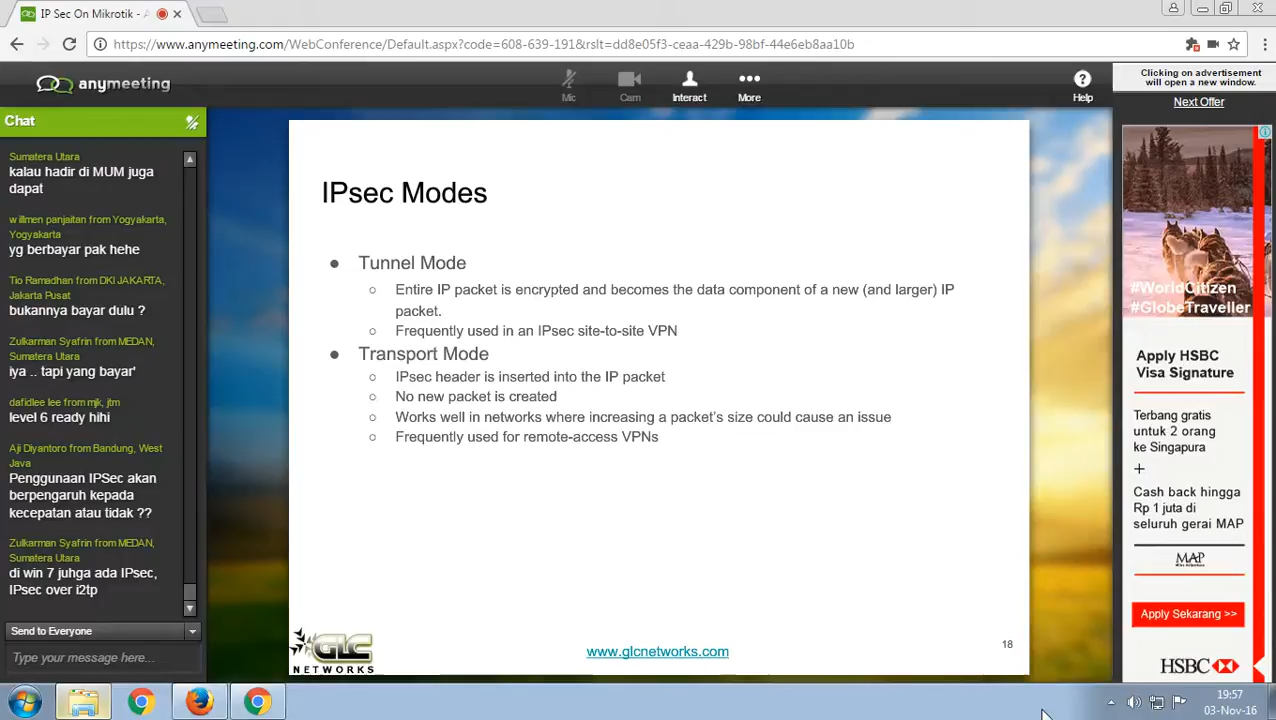 IP Sec On Mikrotik - A
https://www.anymeeting.com/WebConference/Default.aspx?code=608-639-191&rslt=dd8e05f3-ceaa-429b-98bf-44e6eb8aa10b
anymeeting
Mic
Cam
Interact
More
Help
Clicking on advertisement
will open a new window.
Next Offer
Chat
Sumatera Utara
kalau hadir di MUM juga
dapat
willmen panjaitan from Yogyakarta,
Yogyakarta
yg berbayar pak hehe
Tio Ramadhan from DKI JAKARTA,
Jakarta Pusat
bukannya bayar dulu ?
Zulkarman Syafrin from MEDAN,
Sumatera Utara
iya .. tapi yang bayar'
dafidlee lee from mjk, jtm
level 6 ready hihi
Aji Diyantoro from Bandung, West
Java
Penggunaan IPSec akan
berpengaruh kepada
kecepatan atau tidak ??
Zulkarman Syafrin from MEDAN,
Sumatera Utara
di win 7 juhga ada IPsec,
IPsec over l2tp
Send to Everyone
Type your message here...
IPsec Modes
● Tunnel Mode
○ Entire IP packet is encrypted and becomes the data component of a new (and larger) IP
packet.
○ Frequently used in an IPsec site-to-site VPN
● Transport Mode
○ IPsec header is inserted into the IP packet
○ No new packet is created
○ Works well in networks where increasing a packet's size could cause an issue
○ Frequently used for remote-access VPNs
GLC
NETWORKS
www.glcnetworks.com
18
#WorldCitizen
#GlobeTraveller
Apply HSBC
Visa Signature
Terbang gratis
untuk 2 orang
ke Singapura
+
Cash back hingga
Rp 1 juta di
seluruh gerai MAP
MAP
Apply Sekarang >>
HSBC
19:57
03-Nov-16